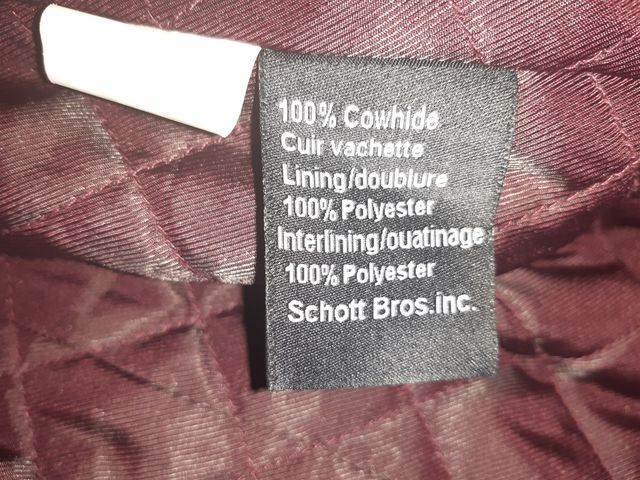 100% Cowhide
Cuir vachette
Lining/doublure
100% Polyester
Interlining/ouatinage
100% Polyester
Schott Bros.inc.